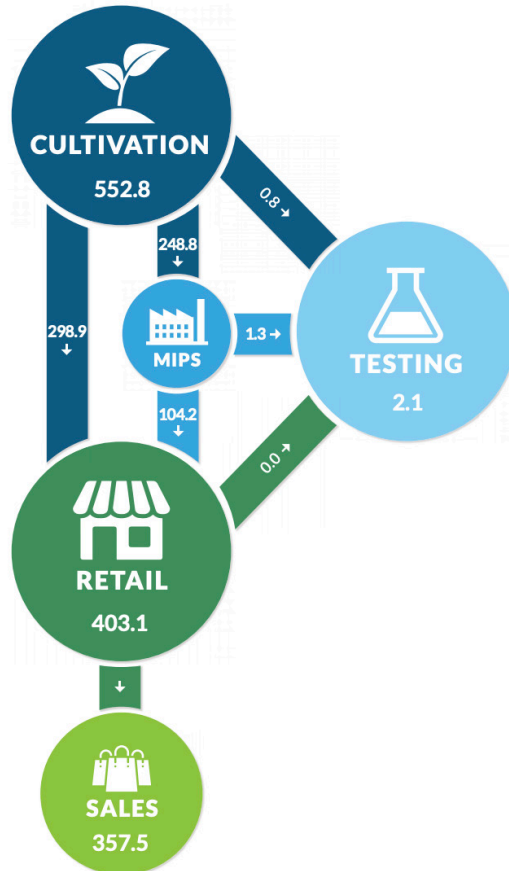 CULTIVATION
552.8
0.8 →
248.8
↓
298.9
↓
MIPS
1.3 →
TESTING
2.1
104.2
↓
0.0 →
RETAIL
403.1
↓
SALES
357.5